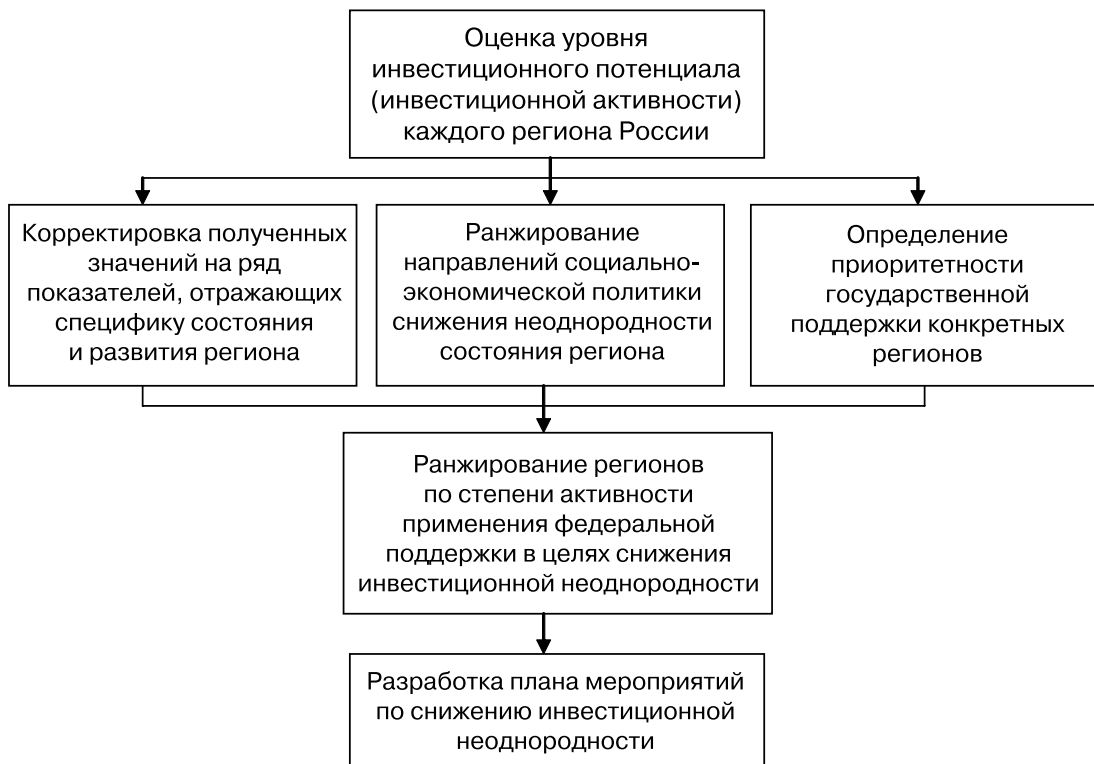 Оценка уровня
инвестиционного потенциала
(инвестиционной активности)
каждого региона России
Корректировка полученных
значений на ряд
показателей, отражающих
специфику состояния
и развития региона
Ранжирование
направлений социально-
экономической политики
снижения неоднородности
состояния региона
Определение
приоритетности
государственной
поддержки конкретных
регионов
Ранжирование регионов
по степени активности
применения федеральной
поддержки в целях снижения
инвестиционной неоднородности
Разработка плана мероприятий
по снижению инвестиционной
неоднородности